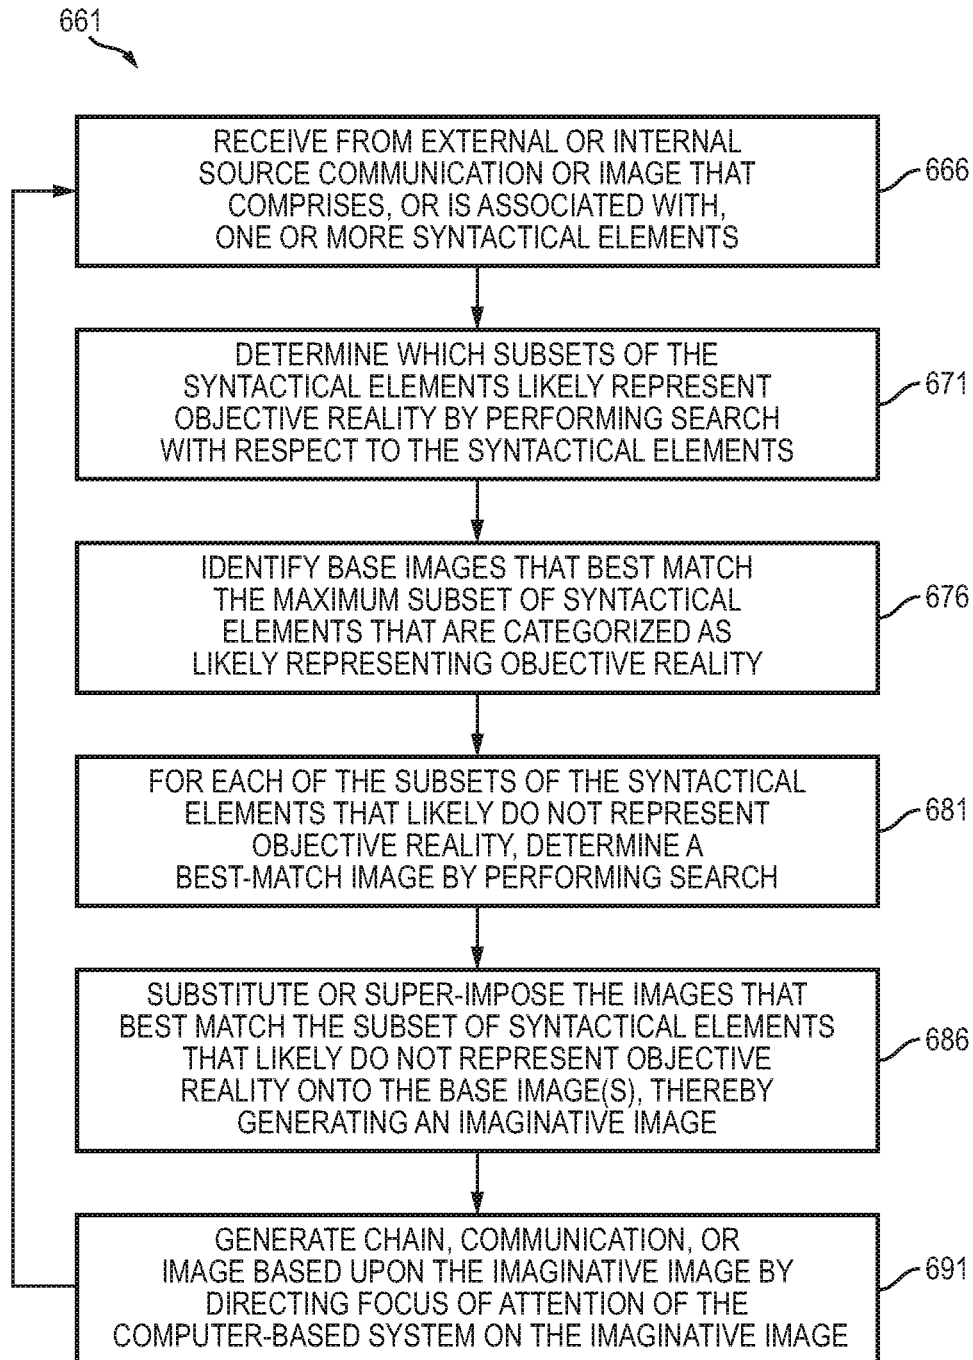 661
RECEIVE FROM EXTERNAL OR INTERNAL
SOURCE COMMUNICATION OR IMAGE THAT
COMPRISES, OR IS ASSOCIATED WITH,
ONE OR MORE SYNTACTICAL ELEMENTS
666
DETERMINE WHICH SUBSETS OF THE
SYNTACTICAL ELEMENTS LIKELY REPRESENT
OBJECTIVE REALITY BY PERFORMING SEARCH
WITH RESPECT TO THE SYNTACTICAL ELEMENTS
671
IDENTIFY BASE IMAGES THAT BEST MATCH
THE MAXIMUM SUBSET OF SYNTACTICAL
ELEMENTS THAT ARE CATEGORIZED AS
LIKELY REPRESENTING OBJECTIVE REALITY
676
FOR EACH OF THE SUBSETS OF THE SYNTACTICAL
ELEMENTS THAT LIKELY DO NOT REPRESENT
OBJECTIVE REALITY, DETERMINE A
BEST-MATCH IMAGE BY PERFORMING SEARCH
681
SUBSTITUTE OR SUPER-IMPOSE THE IMAGES THAT
BEST MATCH THE SUBSET OF SYNTACTICAL ELEMENTS
THAT LIKELY DO NOT REPRESENT OBJECTIVE
REALITY ONTO THE BASE IMAGE(S), THEREBY
GENERATING AN IMAGINATIVE IMAGE
686
GENERATE CHAIN, COMMUNICATION, OR
IMAGE BASED UPON THE IMAGINATIVE IMAGE BY
DIRECTING FOCUS OF ATTENTION OF THE
COMPUTER-BASED SYSTEM ON THE IMAGINATIVE IMAGE
691